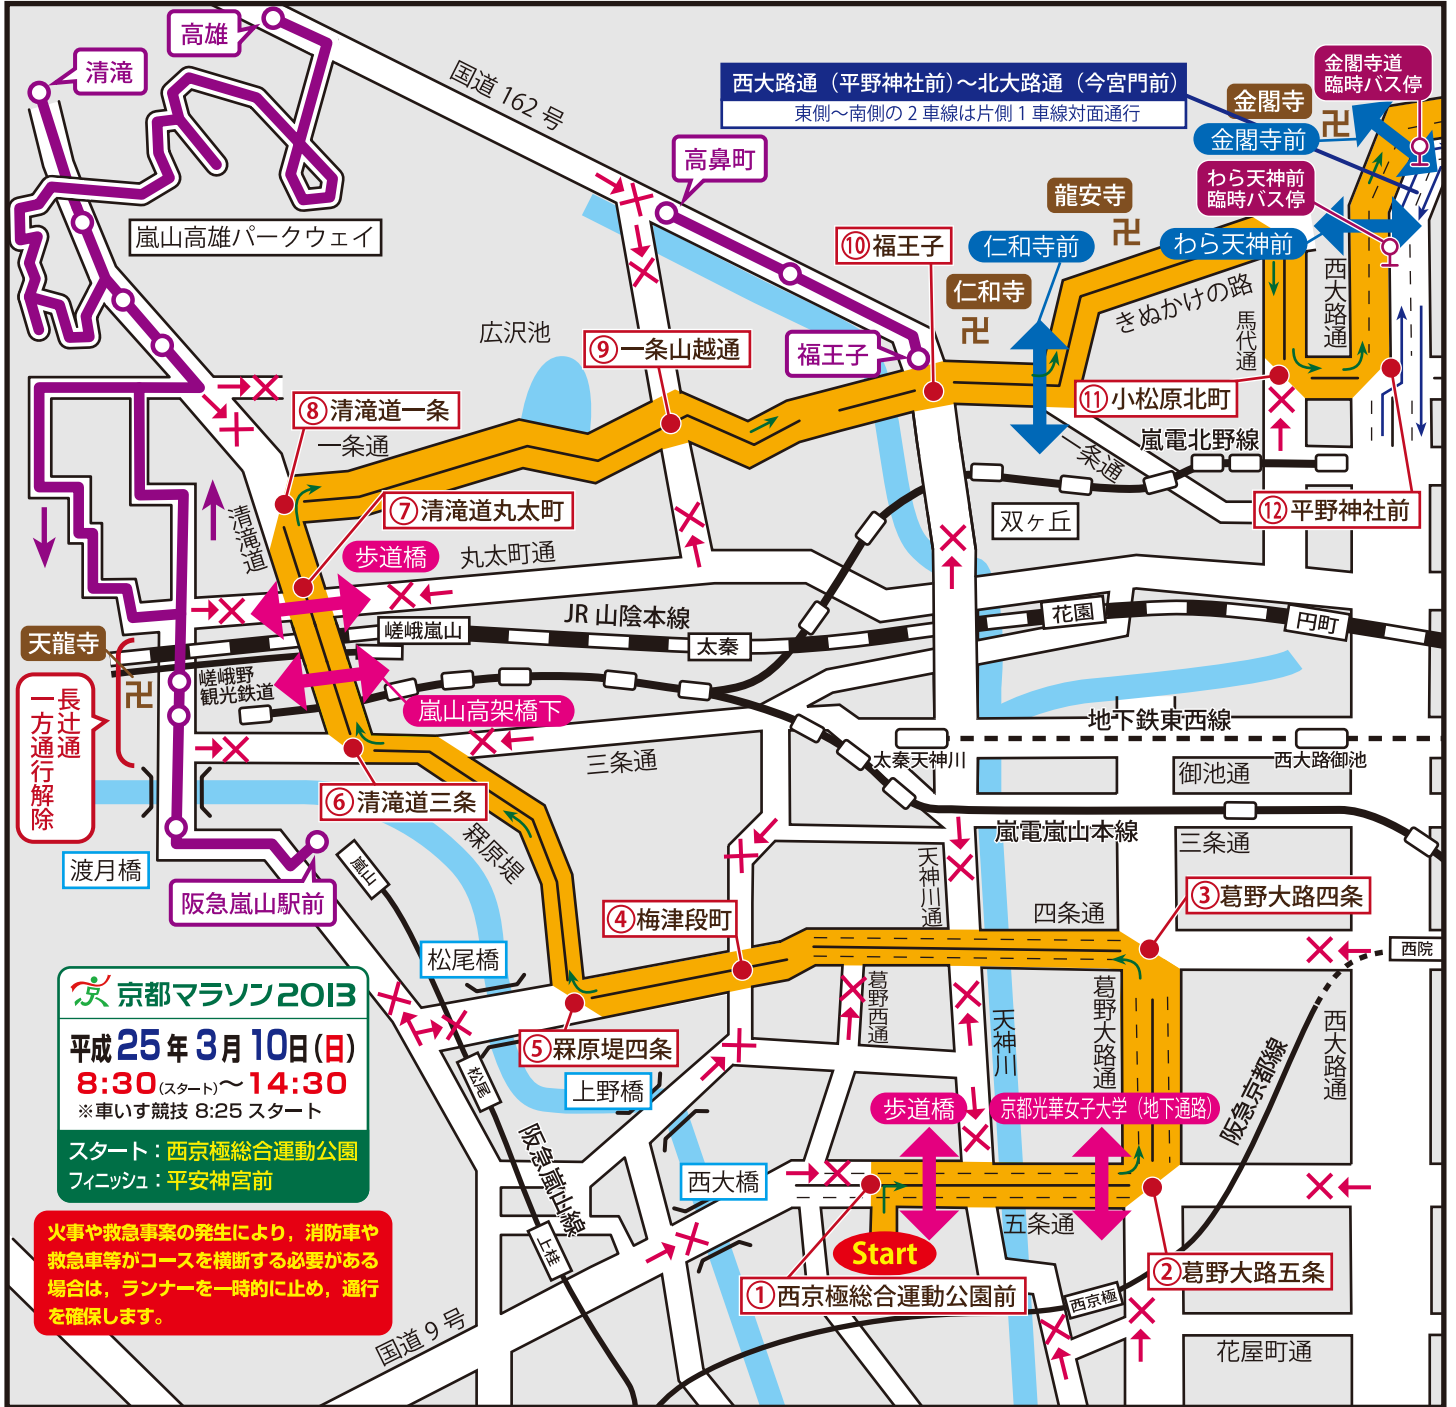 高雄
清滝
国道162号
西大路通（平野神社前）～北大路通（今宮門前）
東側～南側の２車線は片側１車線対面通行
金閣寺道
臨時バス停
金閣寺
金閣寺前
高鼻町
わら天神前
臨時バス停
龍安寺
嵐山高雄パークウェイ
⑩福王子
仁和寺前
わら天神前
仁和寺
きぬかけの路
西大路通
馬代通
広沢池
⑨一条山越通
福王子
⑧清滝道一条
⑪小松原北町
一条通
一条通
嵐電北野線
⑦清滝道丸太町
双ヶ丘
⑫平野神社前
清滝道
歩道橋
丸太町通
JR山陰本線
嵯峨嵐山
太秦
花園
円町
天龍寺
嵯峨野
観光鉄道
長辻通
一方通行解除
嵐山高架橋下
地下鉄東西線
三条通
太秦天神川
御池通
西大路御池
⑥清滝道三条
罧原堤
嵐電嵐山本線
三条通
渡月橋
嵐山
阪急嵐山駅前
天神川通
③葛野大路四条
④梅津段町
四条通
松尾橋
西院
京都マラソン2013
平成25年3月10日(日)
8:30(スタート)～14:30
※車いす競技 8:25 スタート
スタート：西京極総合運動公園
フィニッシュ：平安神宮前
葛野西通
天神川
葛野大路通
西大路通
⑤罧原堤四条
松尾
上野橋
阪急京都線
歩道橋
京都光華女子大学（地下通路）
阪急嵐山線
西大橋
五条通
火事や救急事案の発生により，消防車や
救急車等がコースを横断する必要がある
場合は，ランナーを一時的に止め，通行
を確保します。
上桂
Start
②葛野大路五条
①西京極総合運動公園前
西京極
国道9号
花屋町通